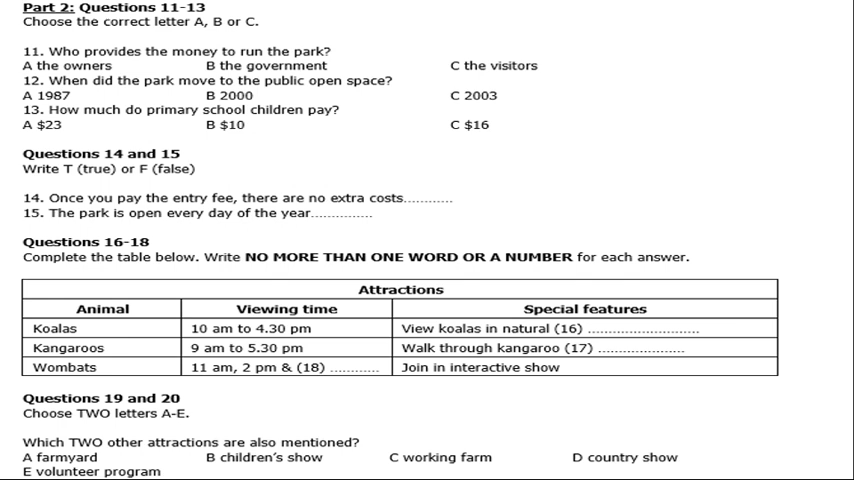 Part 2: Questions 11-13
Choose the correct letter A, B or C.
11. Who provides the money to run the park?
A the owners B the government C the visitors
12. When did the park move to the public open space?
A 1987 B 2000 C 2003
13. How much do primary school children pay?
A $23 B $10 C $16
Questions 14 and 15
Write T (true) or F (false)
14. Once you pay the entry fee, there are no extra costs............
15. The park is open every day of the year...............
Questions 16-18
Complete the table below. Write NO MORE THAN ONE WORD OR A NUMBER for each answer.
Attractions
Animal Viewing time Special features
Koalas 10 am to 4.30 pm View koalas in natural (16) ...........................
Kangaroos 9 am to 5.30 pm Walk through kangaroo (17) .....................
Wombats 11 am, 2 pm & (18) ............ Join in interactive show
Questions 19 and 20
Choose TWO letters A-E.
Which TWO other attractions are also mentioned?
A farmyard B children's show C working farm D country show
E volunteer program